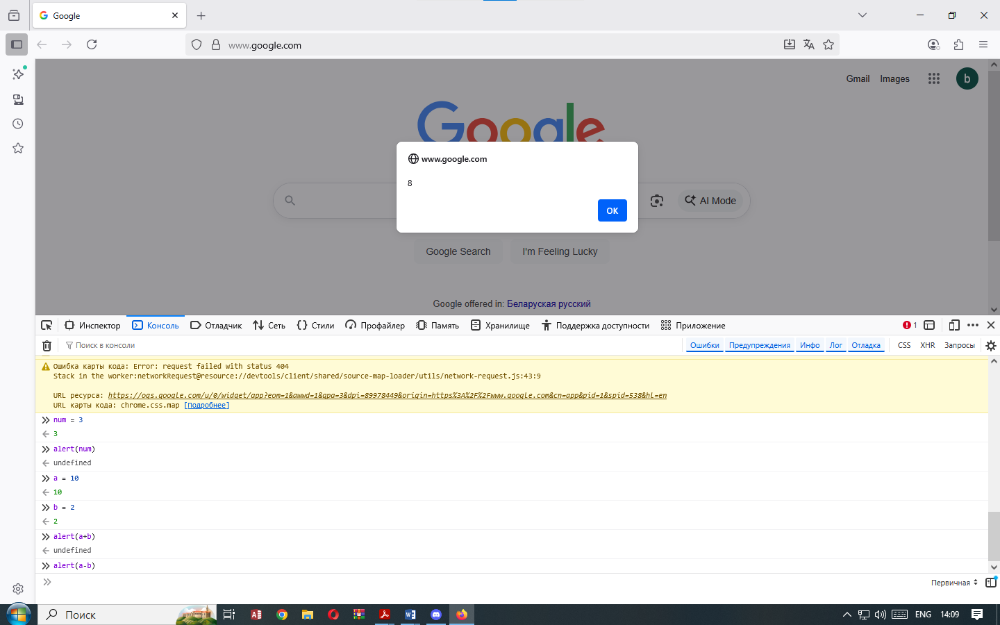 Google
www.google.com
Gmail Images
b
Google
www.google.com
8
OK
AI Mode
Google Search I'm Feeling Lucky
Google offered in: Беларуская русский
Инспектор Консоль Отладчик Сеть Стили Профайлер Память Хранилище Поддержка доступности Приложение 1
Поиск в консоли Ошибки Предупреждения Инфо Лог Отладка CSS XHR Запросы
Ошибка карты кода: Error: request failed with status 404
Stack in the worker:networkRequest@resource://devtools/client/shared/source-map-loader/utils/network-request.js:43:9
URL ресурса: https://ogs.google.com/u/0/widget/app?eom=1&awwd=1&gpa=3&dpi=89978449&origin=https%3A%2F%2Fwww.google.com&cn=app&pid=1&spid=538&hl=en
URL карты кода: chrome.css.map [Подробнее]
num = 3
3
alert(num)
undefined
a = 10
10
b = 2
2
alert(a+b)
undefined
alert(a-b)
Первичная
Поиск ENG 14:09